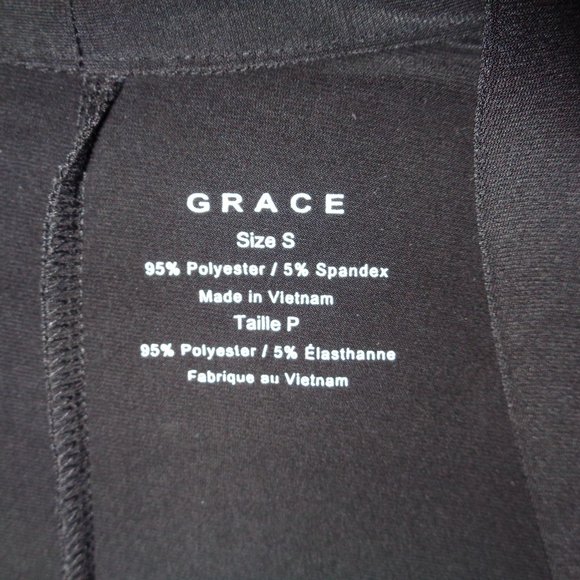 GRACE
Size S
95% Polyester / 5% Spandex
Made in Vietnam
Taille P
95% Polyester / 5% Élasthanne
Fabrique au Vietnam